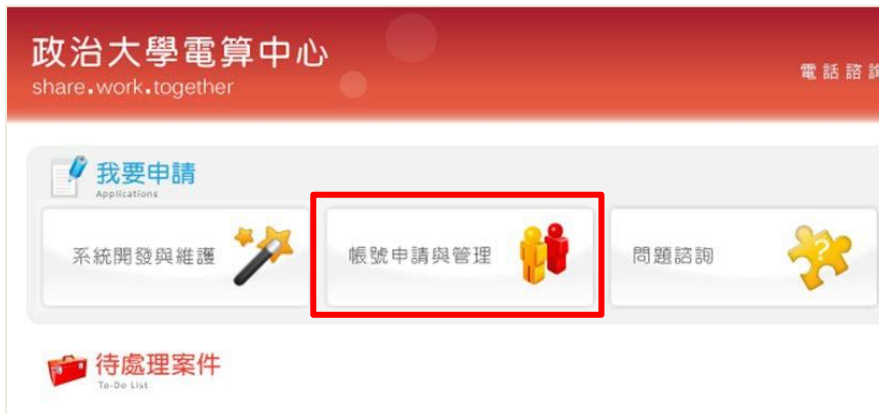 政治大學電算中心
share.work.together
電話諮詢
我要申請
Applications
系統開發與維護
帳號申請與管理
問題諮詢
?
待處理案件
To-Do List